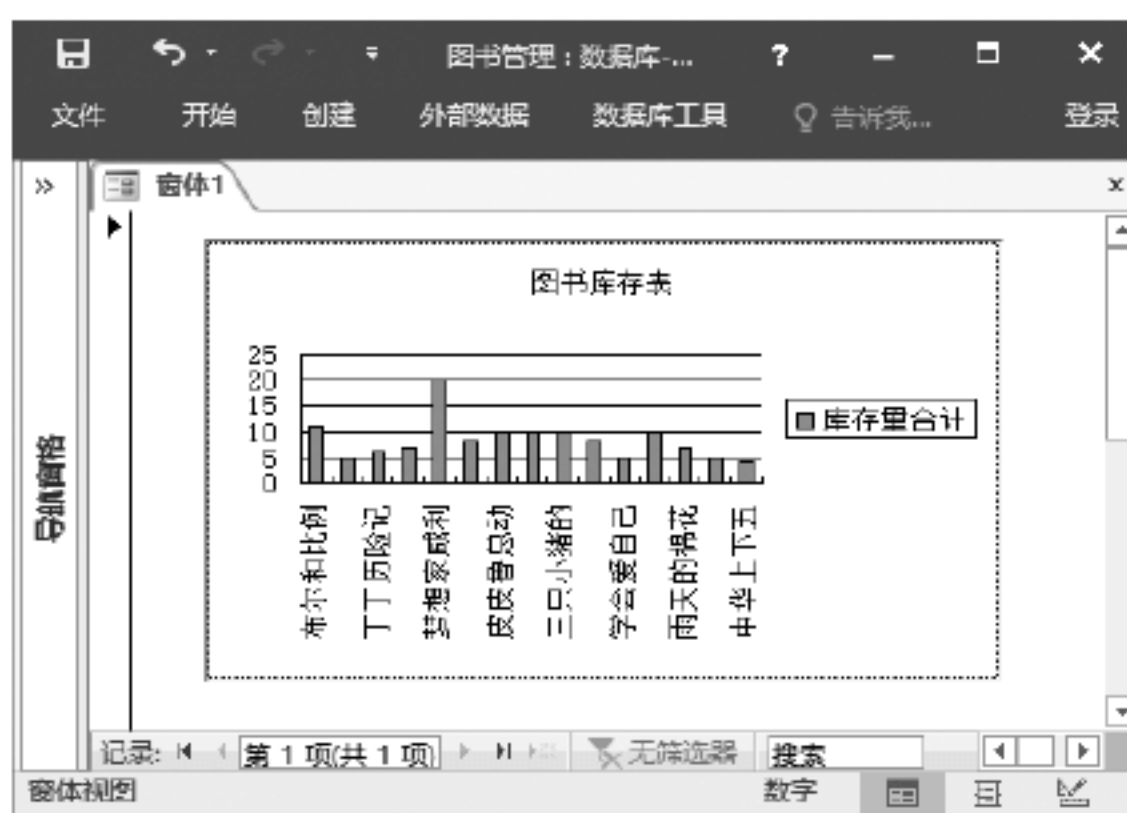 图书管理：数据库-... ?
文件 开始 创建 外部数据 数据库工具 告诉我... 登录
» 窗体1 x
导航窗格
图书库存表
25
20
15
10
5
0
库存量合计
布尔和比例
丁丁历险记
梦想家成利
皮皮鲁总动
三只小猪的
学会爱自己
雨天的棉花
中华上下五
记录: 第 1 项(共 1 项) 无筛选器 搜索
窗体视图 数字